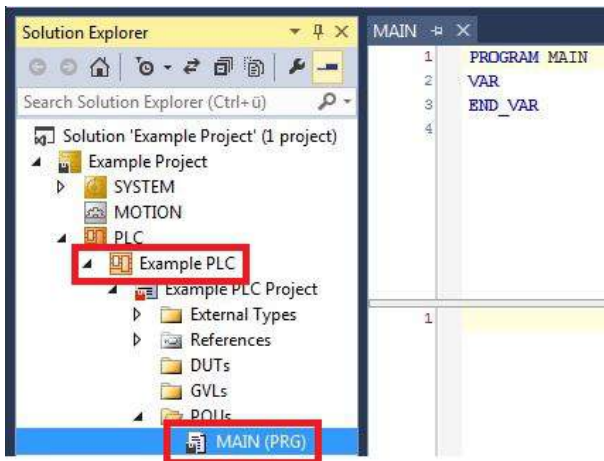 Solution Explorer
Search Solution Explorer (Ctrl+ü)
Solution 'Example Project' (1 project)
Example Project
SYSTEM
MOTION
PLC
Example PLC
Example PLC Project
External Types
References
DUTs
GVLs
POUs
MAIN (PRG)
MAIN
1 PROGRAM MAIN
2 VAR
3 END_VAR
4
1